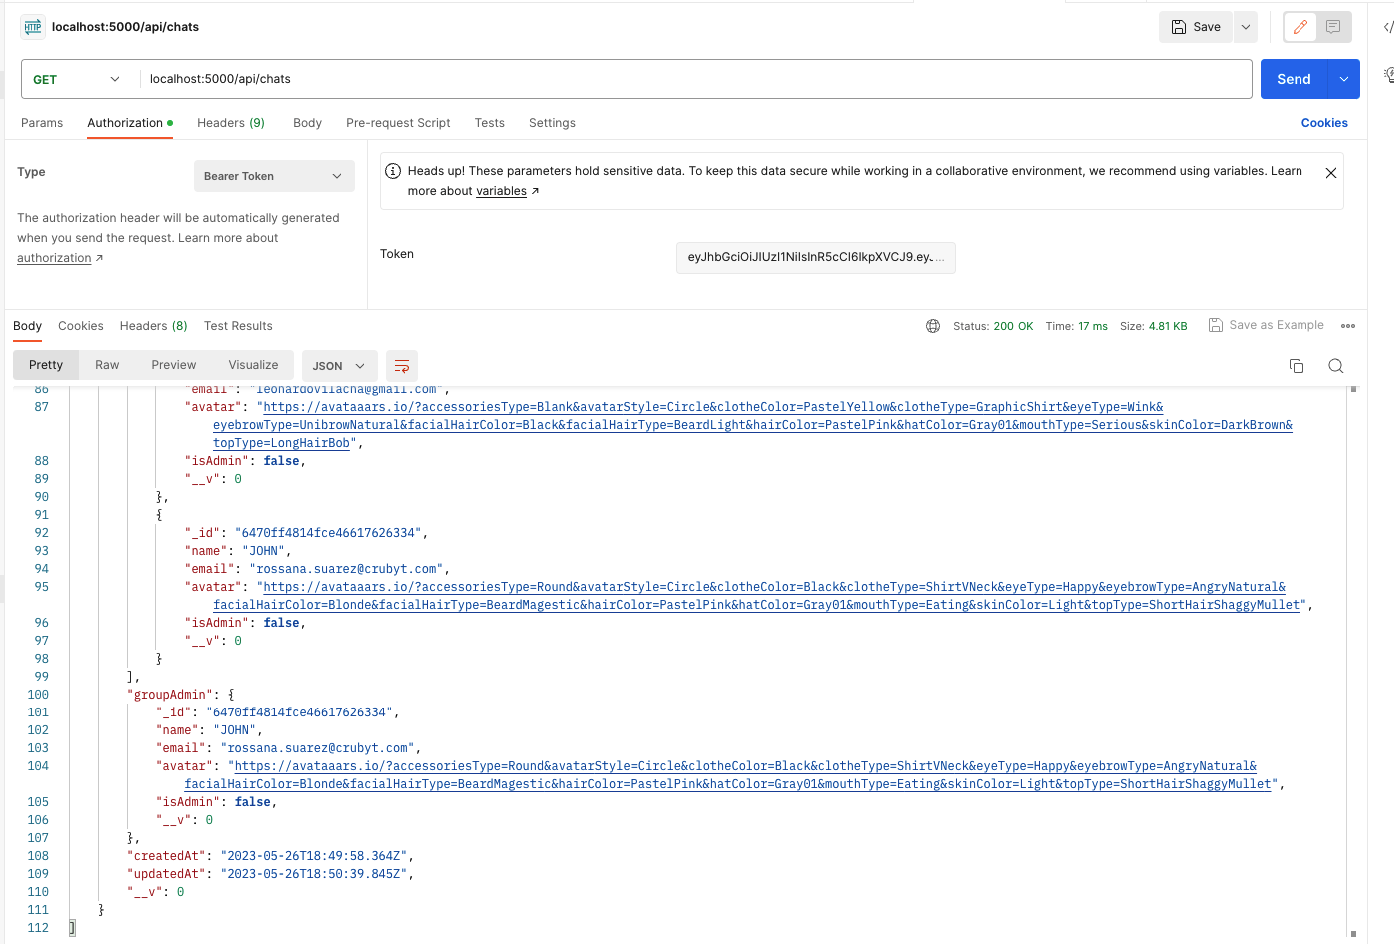 HTTP localhost:5000/api/chats
Save
GET localhost:5000/api/chats
Send
Params Authorization Headers (9) Body Pre-request Script Tests Settings Cookies
Type Bearer Token
The authorization header will be automatically generated
when you send the request. Learn more about
authorization ↗
Heads up! These parameters hold sensitive data. To keep this data secure while working in a collaborative environment, we recommend using variables. Learn
more about variables ↗
Token eyJhbGciOiJIUzI1NiIsInR5cCI6IkpXVCJ9.eyJ...
Body Cookies Headers (8) Test Results
Status: 200 OK Time: 17 ms Size: 4.81 KB Save as Example
Pretty Raw Preview Visualize JSON
86 "email": "leonardovilacha@gmail.com",
87 "avatar": "https://avataaars.io/?accessoriesType=Blank&avatarStyle=Circle&clotheColor=PastelYellow&clotheType=GraphicShirt&eyeType=Wink&
eyebrowType=UnibrowNatural&facialHairColor=Black&facialHairType=BeardLight&hairColor=PastelPink&hatColor=Gray01&mouthType=Serious&skinColor=DarkBrown&
topType=LongHairBob",
88 "isAdmin": false,
89 "__v": 0
90 },
91 {
92 "_id": "6470ff4814fce46617626334",
93 "name": "JOHN",
94 "email": "rossana.suarez@crubyt.com",
95 "avatar": "https://avataaars.io/?accessoriesType=Round&avatarStyle=Circle&clotheColor=Black&clotheType=ShirtVNeck&eyeType=Happy&eyebrowType=AngryNatural&
facialHairColor=Blonde&facialHairType=BeardMagestic&hairColor=PastelPink&hatColor=Gray01&mouthType=Eating&skinColor=Light&topType=ShortHairShaggyMullet",
96 "isAdmin": false,
97 "__v": 0
98 }
99 ],
100 "groupAdmin": {
101 "_id": "6470ff4814fce46617626334",
102 "name": "JOHN",
103 "email": "rossana.suarez@crubyt.com",
104 "avatar": "https://avataaars.io/?accessoriesType=Round&avatarStyle=Circle&clotheColor=Black&clotheType=ShirtVNeck&eyeType=Happy&eyebrowType=AngryNatural&
facialHairColor=Blonde&facialHairType=BeardMagestic&hairColor=PastelPink&hatColor=Gray01&mouthType=Eating&skinColor=Light&topType=ShortHairShaggyMullet",
105 "isAdmin": false,
106 "__v": 0
107 },
108 "createdAt": "2023-05-26T18:49:58.364Z",
109 "updatedAt": "2023-05-26T18:50:39.845Z",
110 "__v": 0
111 }
112 ]